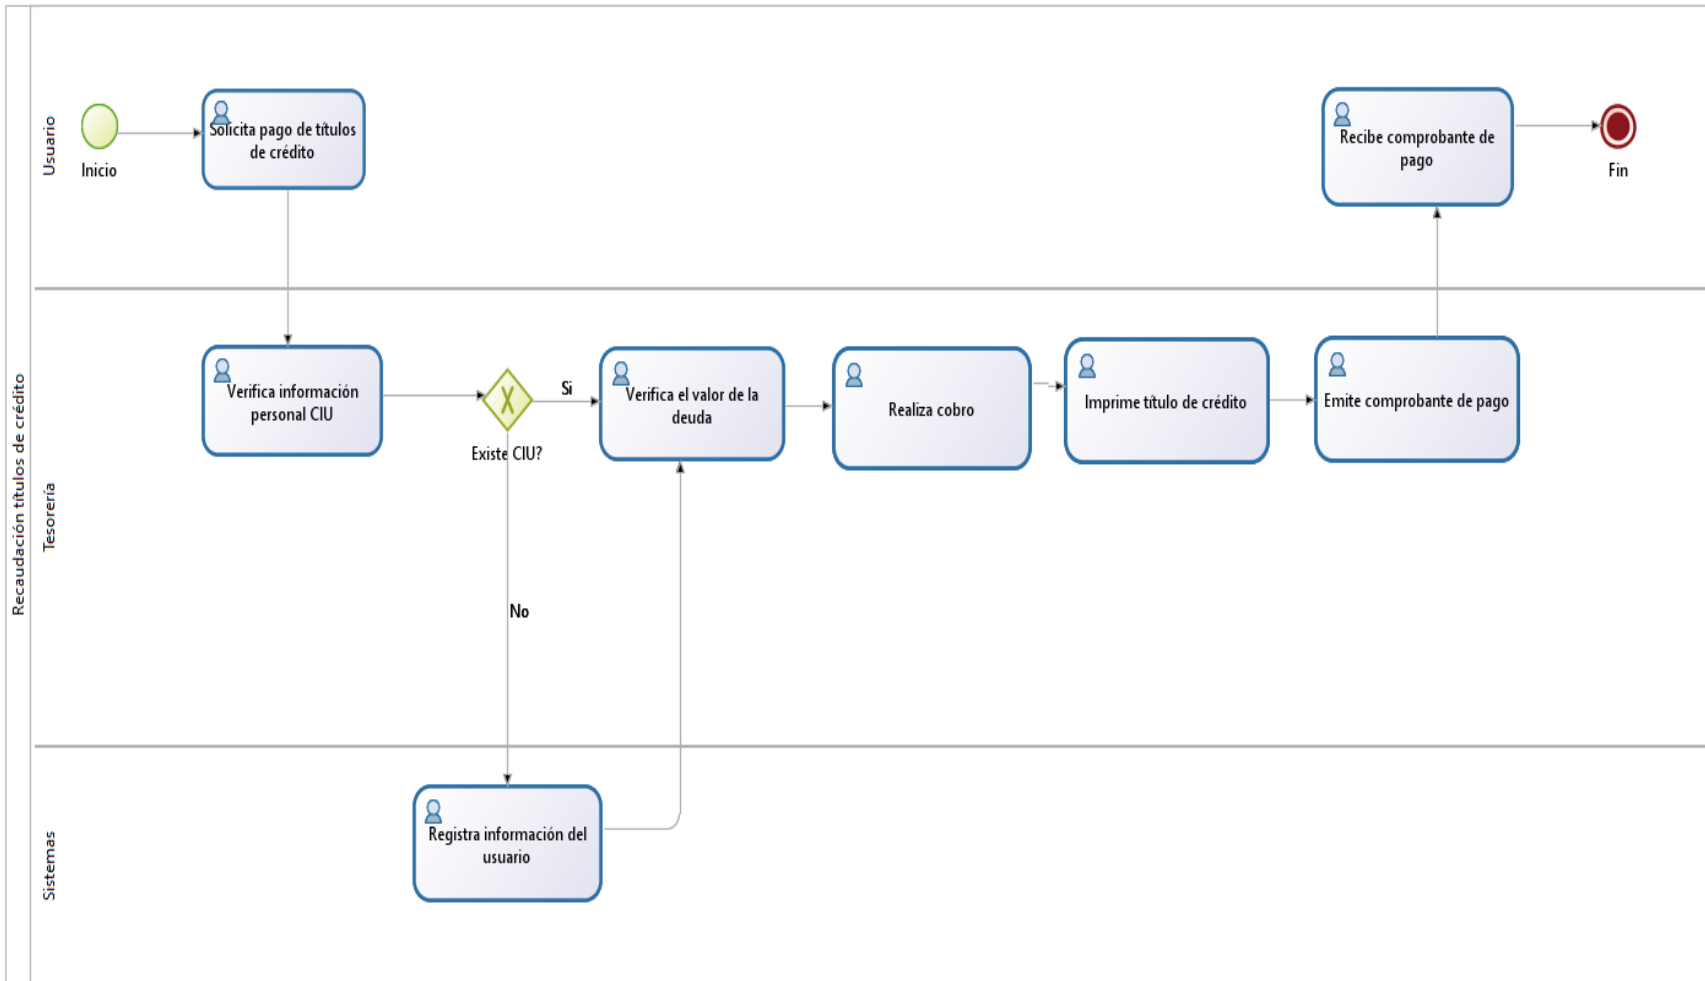 Recaudación títulos de crédito
Usuario
Inicio
Solicita pago de títulos
de crédito
Recibe comprobante de
pago
Fin
Tesorería
Verifica información
personal CIU
Existe CIU?
Si
No
Verifica el valor de la
deuda
Realiza cobro
Imprime título de crédito
Emite comprobante de pago
Sistemas
Registra información del
usuario